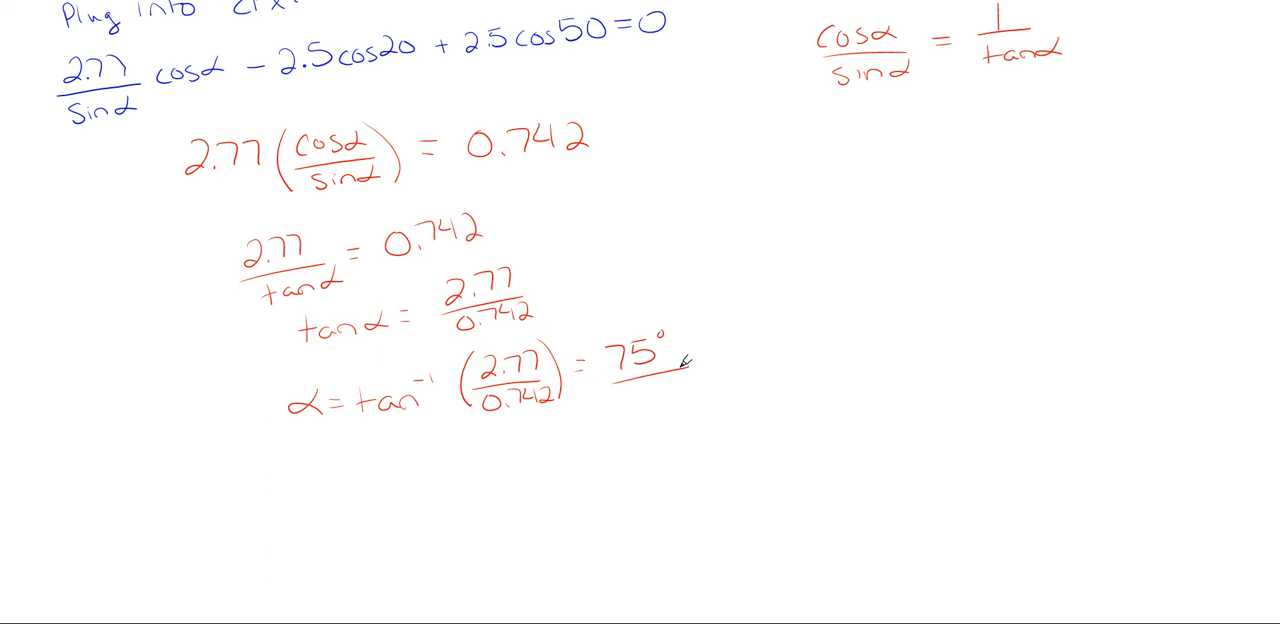 Plug into ΣFx:
2.77/sinα cosα - 2.5cos20 + 2.5cos50 = 0
cosα/sinα = 1/tanα
2.77(cosα/sinα) = 0.742
2.77/tanα = 0.742
tanα = 2.77/0.742
α = tan⁻¹(2.77/0.742) = 75°